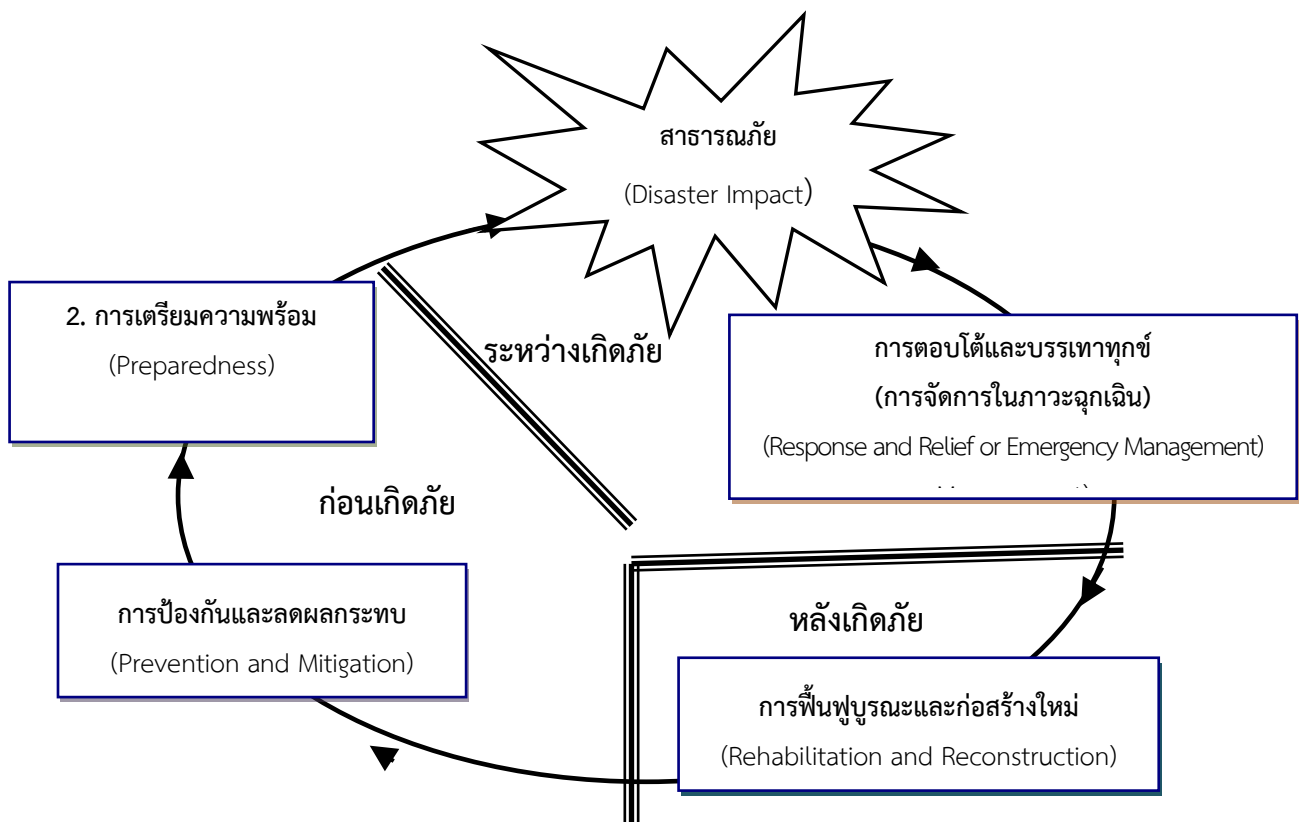 สาธารณภัย
(Disaster Impact)
2. การเตรียมความพร้อม
(Preparedness)
ระหว่างเกิดภัย
การตอบโต้และบรรเทาทุกข์
(การจัดการในภาวะฉุกเฉิน)
(Response and Relief or Emergency Management)
ก่อนเกิดภัย
การป้องกันและลดผลกระทบ
(Prevention and Mitigation)
หลังเกิดภัย
การฟื้นฟูบูรณะและก่อสร้างใหม่
(Rehabilitation and Reconstruction)